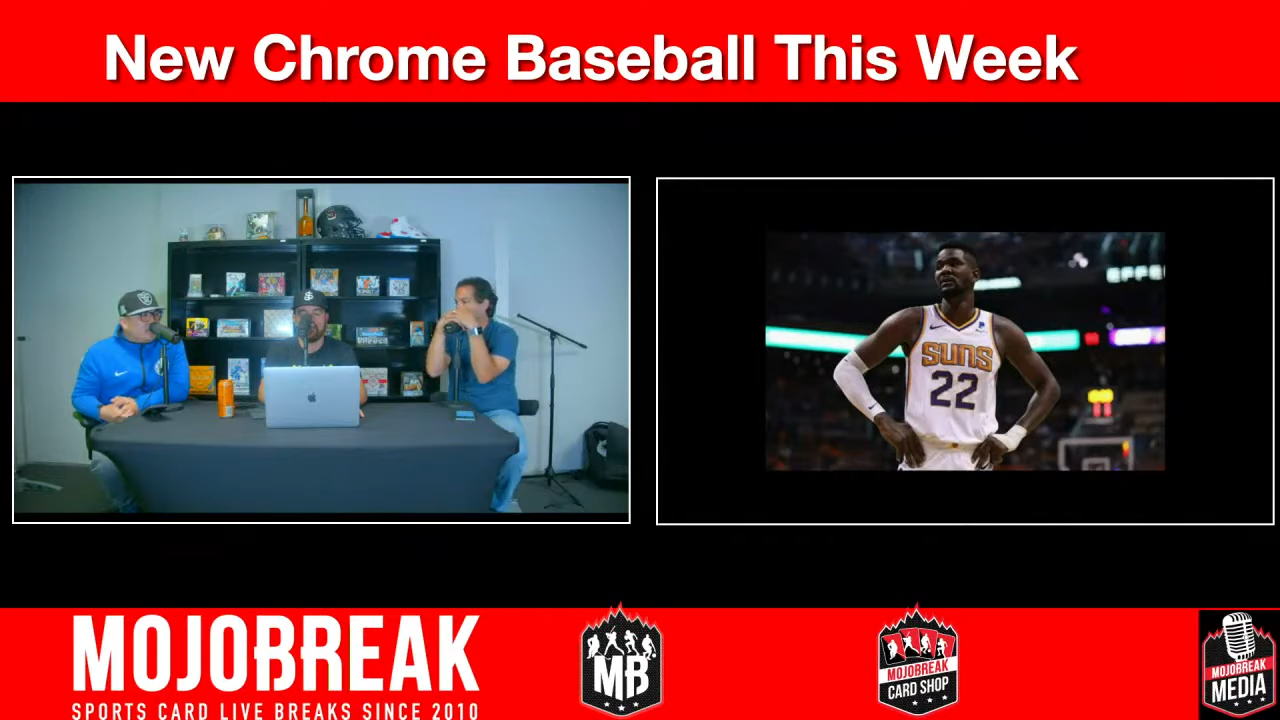 New Chrome Baseball This Week
SUNS
22
MOJOBREAK
SPORTS CARD LIVE BREAKS SINCE 2010
MB
MOJOBREAK
CARD SHOP
MOJOBREAK
MEDIA